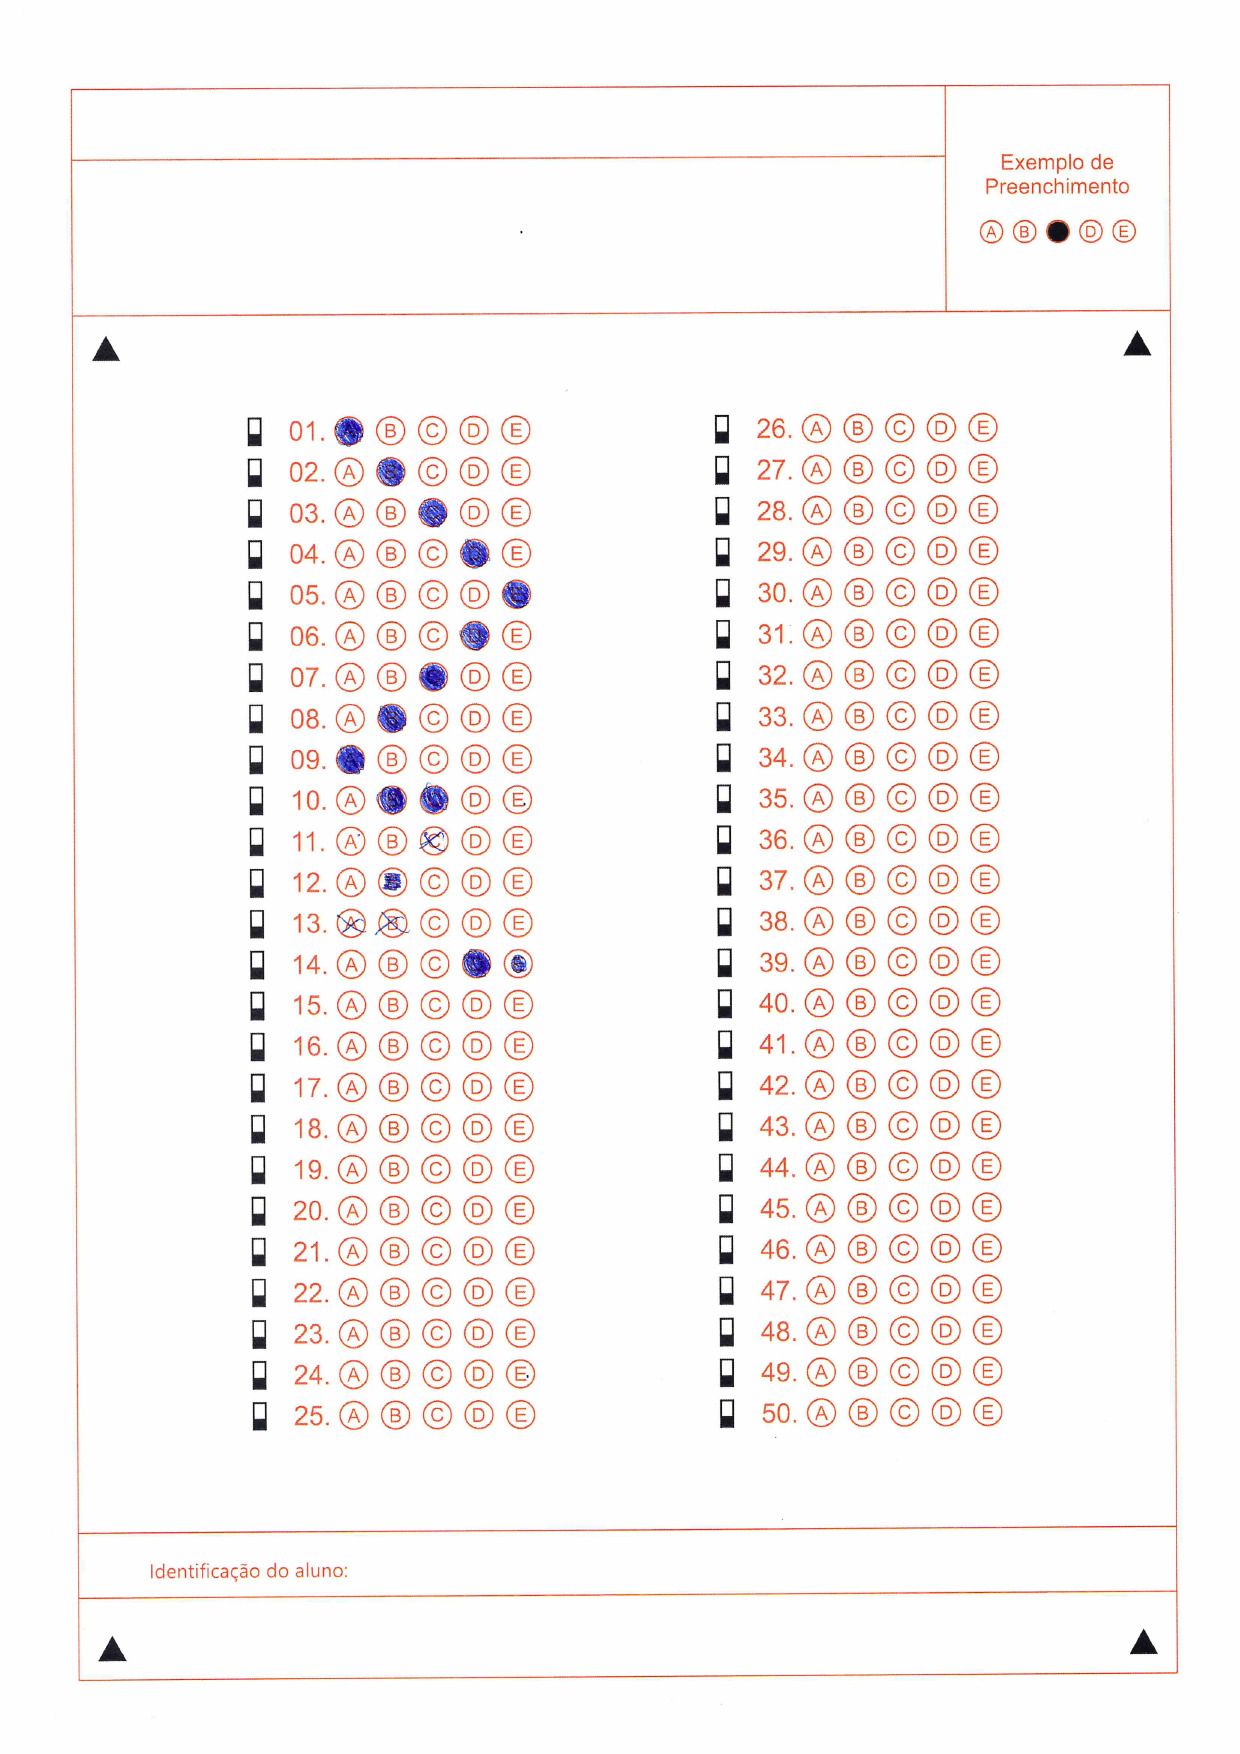 Exemplo de
Preenchimento
A B D E
01. A B C D E
02. A B C D E
03. A B C D E
04. A B C D E
05. A B C D E
06. A B C D E
07. A B C D E
08. A B C D E
09. A B C D E
10. A B C D E
11. A B C D E
12. A B C D E
13. A B C D E
14. A B C D E
15. A B C D E
16. A B C D E
17. A B C D E
18. A B C D E
19. A B C D E
20. A B C D E
21. A B C D E
22. A B C D E
23. A B C D E
24. A B C D E
25. A B C D E
26. A B C D E
27. A B C D E
28. A B C D E
29. A B C D E
30. A B C D E
31. A B C D E
32. A B C D E
33. A B C D E
34. A B C D E
35. A B C D E
36. A B C D E
37. A B C D E
38. A B C D E
39. A B C D E
40. A B C D E
41. A B C D E
42. A B C D E
43. A B C D E
44. A B C D E
45. A B C D E
46. A B C D E
47. A B C D E
48. A B C D E
49. A B C D E
50. A B C D E
Identificação do aluno: